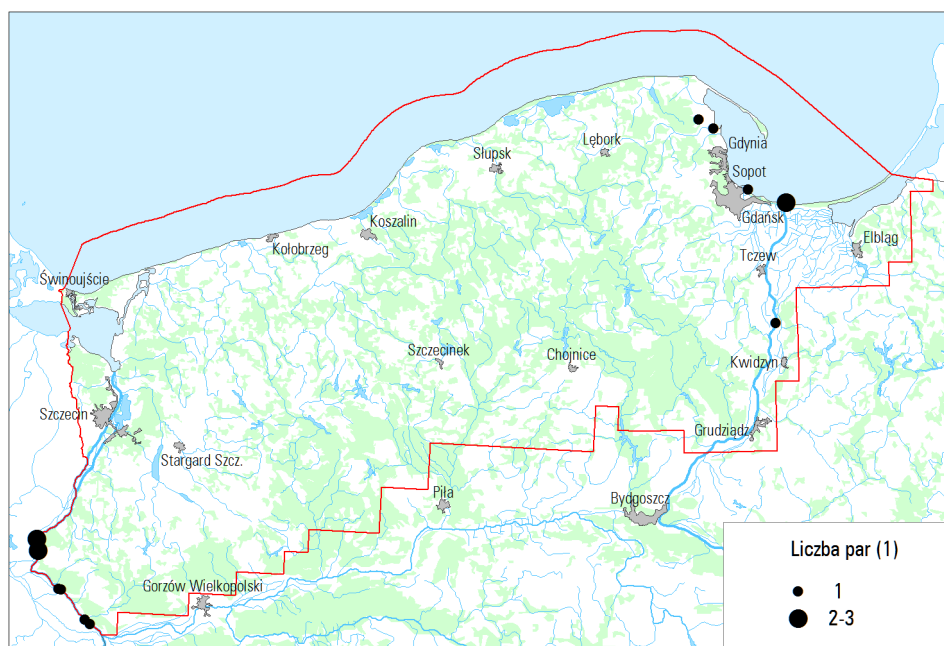 Gdynia
Lębork
Słupsk
Sopot
Gdańsk
Koszalin
Elbląg
Kołobrzeg
Tczew
Świnoujście
Szczecinek
Chojnice
Kwidzyn
Szczecin
Grudziadz
Stargard Szcz.
Piła
Bydgoszcz
Liczba par (1)
Gorzów Wielkopolski
1
2-3